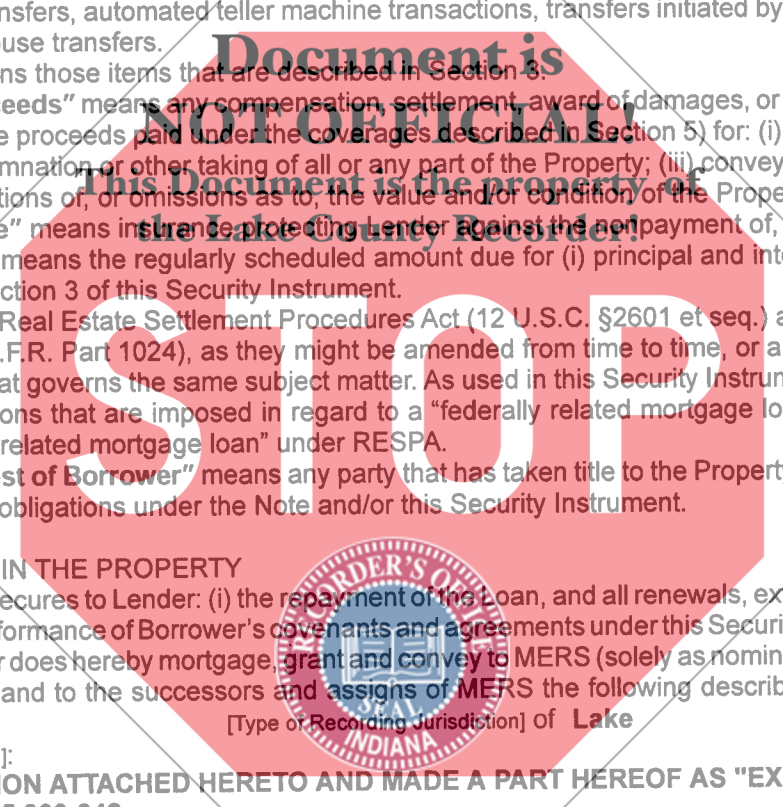 nsfers, automated teller machine transactions, transfers initiated by
ouse transfers.
Document is
ns those items that are described in Section 3.
ceeds" means any compensation, settlement, award of damages, or
NOT OFFICIAL!
e proceeds paid under the coverages described in Section 5) for: (i)
mnation or other taking of all or any part of the Property; (iii) convey
This Document is the property of
tions of, or omissions as to, the value and/or condition of the Prope
the Lake County Recorder!
e" means insurance protecting Lender against the nonpayment of,
means the regularly scheduled amount due for (i) principal and inte
ction 3 of this Security Instrument.
Real Estate Settlement Procedures Act (12 U.S.C. §2601 et seq.) a
.F.R. Part 1024), as they might be amended from time to time, or a
at governs the same subject matter. As used in this Security Instrum
STOP
ons that are imposed in regard to a “federally related mortgage lo
related mortgage loan” under RESPA.
st of Borrower" means any party that has taken title to the Property
obligations under the Note and/or this Security Instrument.
IN THE PROPERTY
ecures to Lender: (i) the repayment of the Loan, and all renewals, ex
formance of Borrower's covenants and agreements under this Securi
r does hereby mortgage, grant and convey to MERS (solely as nomin
and to the successors and assigns of MERS the following describ
RECORDER'S OFFICE
SEAL
INDIANA
[Type of Recording Jurisdiction] of Lake
]:
ION ATTACHED HERETO AND MADE A PART HEREOF AS "EX